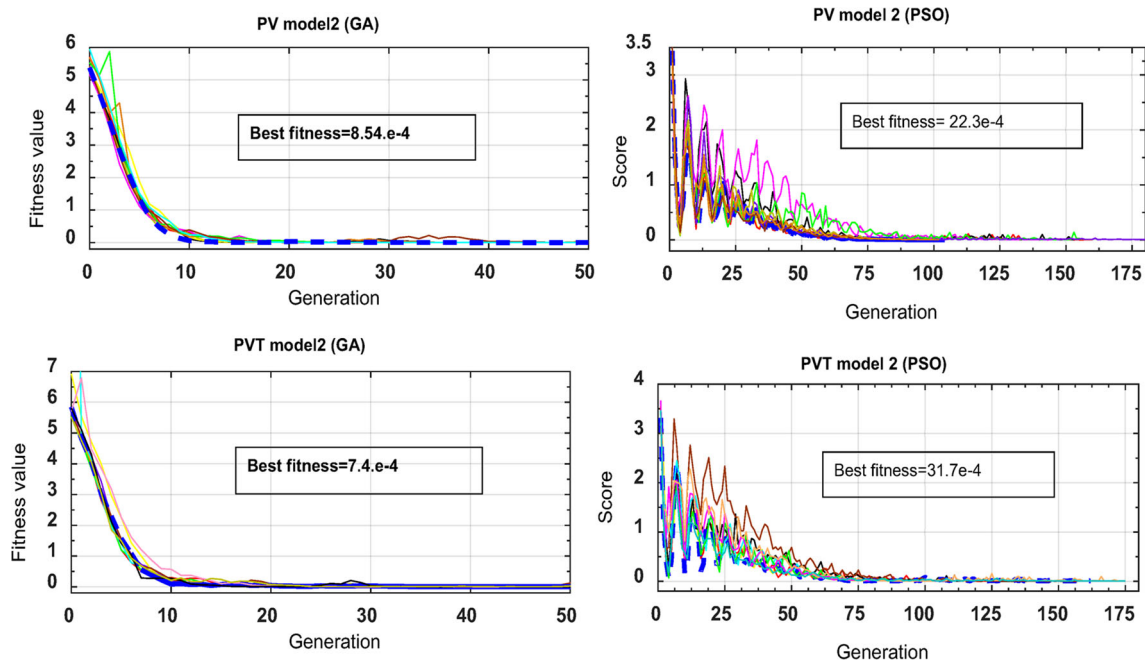 PV model2 (GA)
6
5
4
3
2
1
0
Fitness value
Best fitness=8.54.e-4
0 10 20 30 40 50
Generation
PV model 2 (PSO)
3.5
3
2
1
0
Score
Best fitness= 22.3e-4
0 25 50 75 100 125 150 175
Generation
PVT model2 (GA)
7
6
5
4
3
2
1
0
Fitness value
Best fitness=7.4.e-4
0 10 20 30 40 50
Generation
PVT model 2 (PSO)
4
3
2
1
0
Score
Best fitness=31.7e-4
0 25 50 75 100 125 150 175
Generation